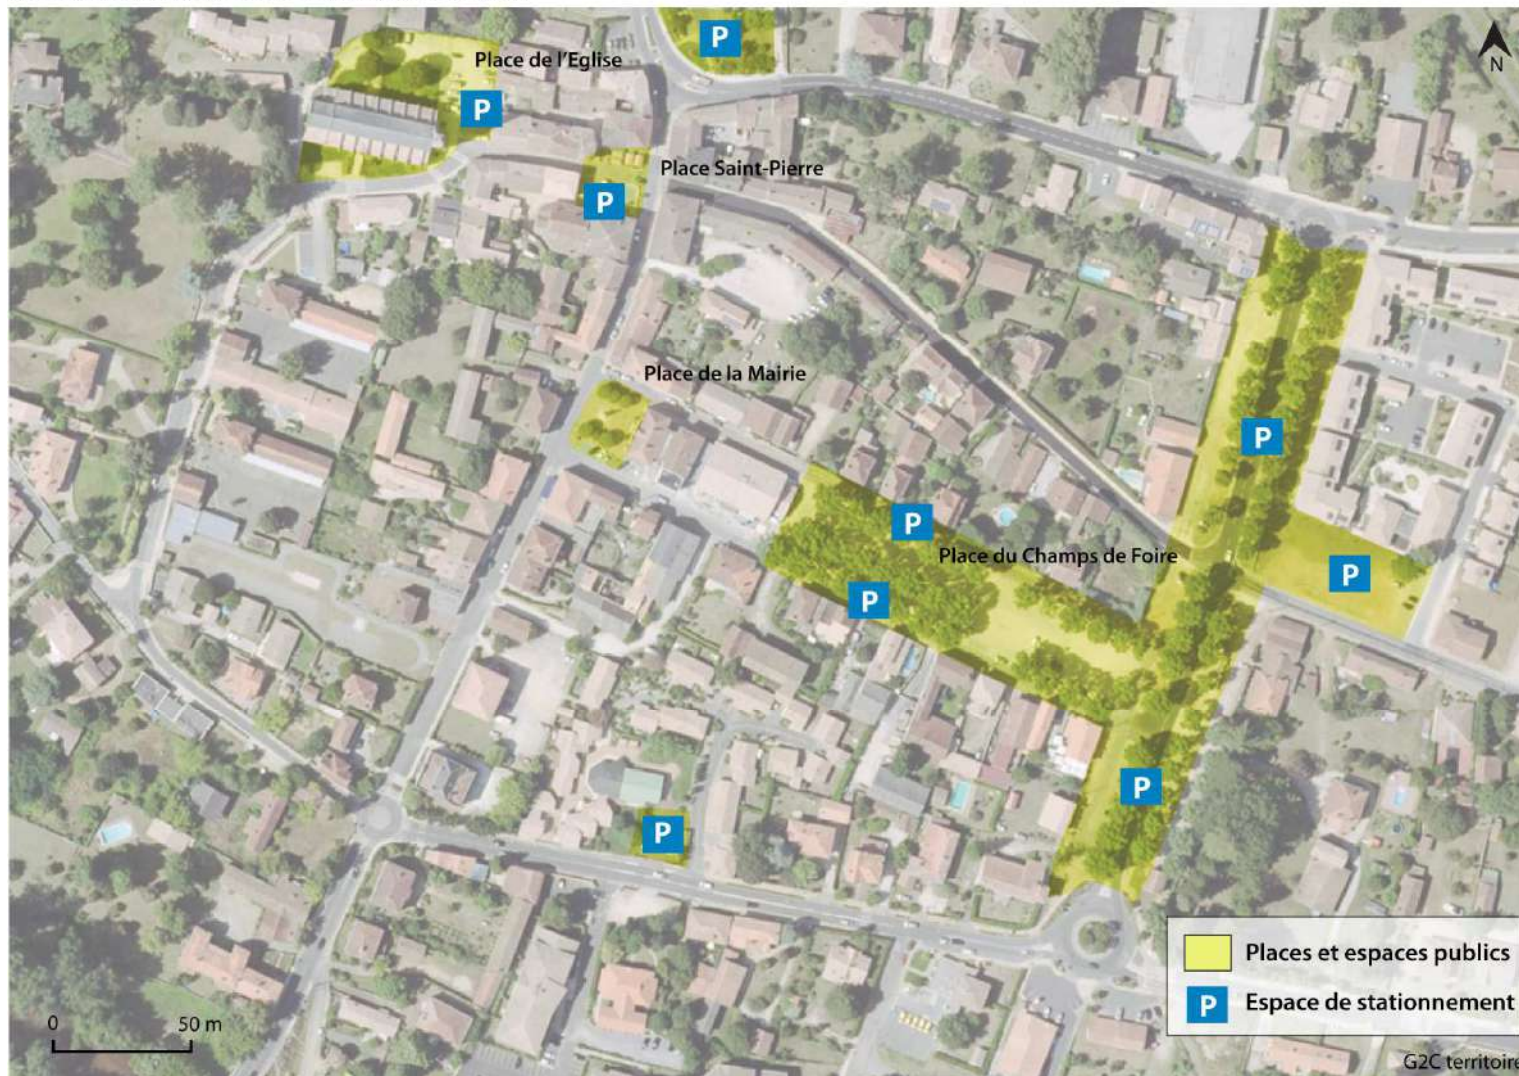 P
Place de l'Eglise
N
P
Place Saint-Pierre
P
Place de la Mairie
P
P
Place du Champs de Foire
P
P
P
P
Places et espaces publics
P Espace de stationnement
0 50 m
G2C territoire